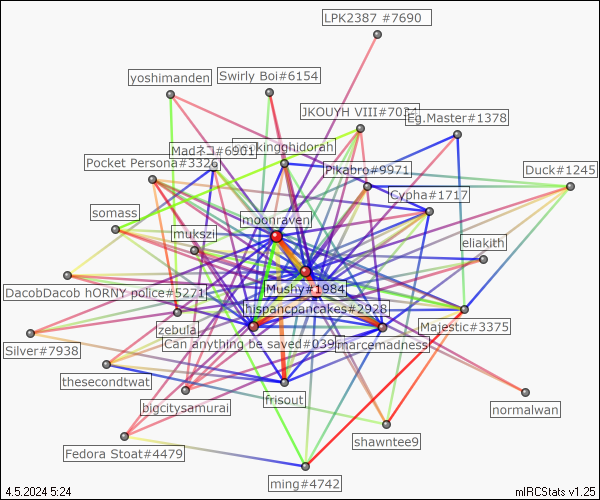 LPK2387 #7690
Swirly Boi#6154
yoshimanden
JKOUYH VIII#703
Eg.Master#1378
kingghidorah
Madネコ#6901
Pocket Persona#3326
Pikabro#9971
Duck#1245
Cypha#1717
somass
moonraven
mukszi
eliakith
Mushy#1984
DacobDacob hORNY police#5271
hispancpancakes#2928
zebula
Majestic#3375
Can anything be saved#039
marcemadness
Silver#7938
thesecondtwat
bigcitysamurai
frisout
normalwan
shawntee9
Fedora Stoat#4479
ming#4742
4.5.2024 5:24
mIRCStats v1.25